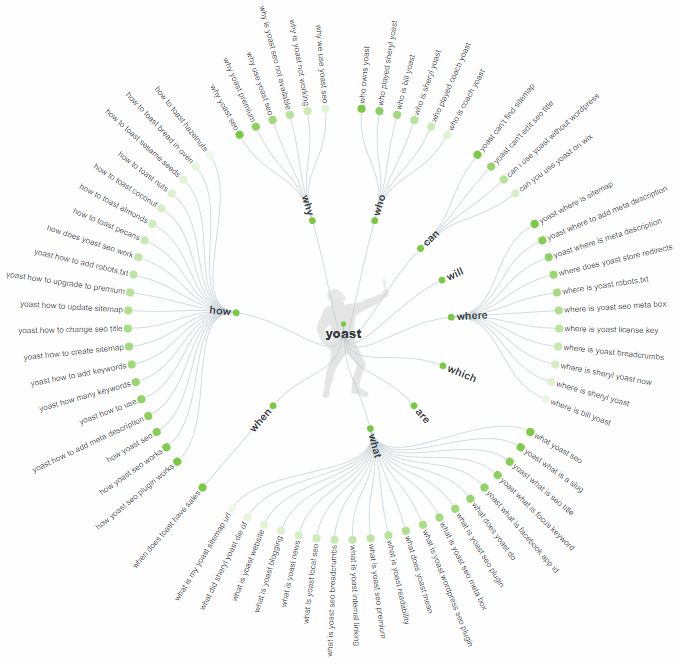 yoast
why
why yoast seo
why yoast premium
why use yoast seo
why is yoast seo not available
why is yoast not working
why we use yoast seo
who
who owns yoast
who played sheryl yoast
who is bill yoast
who is sheryl yoast
who played coach yoast
who is coach yoast
can
yoast can't find sitemap
yoast can't edit seo title
can i use yoast without wordpress
can you use yoast on wix
will
where
yoast where is sitemap
yoast where to add meta description
yoast where is meta description
where does yoast store redirects
where is yoast robots.txt
where is yoast seo meta box
where is yoast license key
where is yoast breadcrumbs
where is sheryl yoast now
where is sheryl yoast
where is bill yoast
which
are
what
what yoast seo
yoast what is a slug
yoast what is seo title
yoast what is focus keyword
yoast what is facebook app id
what does yoast do
what is yoast seo plugin
what is yoast seo meta box
what is yoast wordpress seo plugin
what does yoast mean
what is yoast readability
what is yoast seo premium
what is yoast internal linking
what is yoast seo breadcrumbs
what is yoast local seo
what is yoast news
what is yoast blogging
what is yoast website
what did sheryl yoast die of
what is my yoast sitemap url
when
when does toast have sales
how
how yoast seo plugin works
how yoast seo works
how yoast seo
yoast how to add meta description
yoast how to use
yoast how many keywords
yoast how to add keywords
yoast how to create sitemap
yoast how to change seo title
yoast how to update sitemap
yoast how to upgrade to premium
yoast how to add robots.txt
how does yoast seo work
how to toast pecans
how to toast almonds
how to toast coconut
how to toast nuts
how to toast sesame seeds
how to toast bread in oven
how to toast hazelnuts